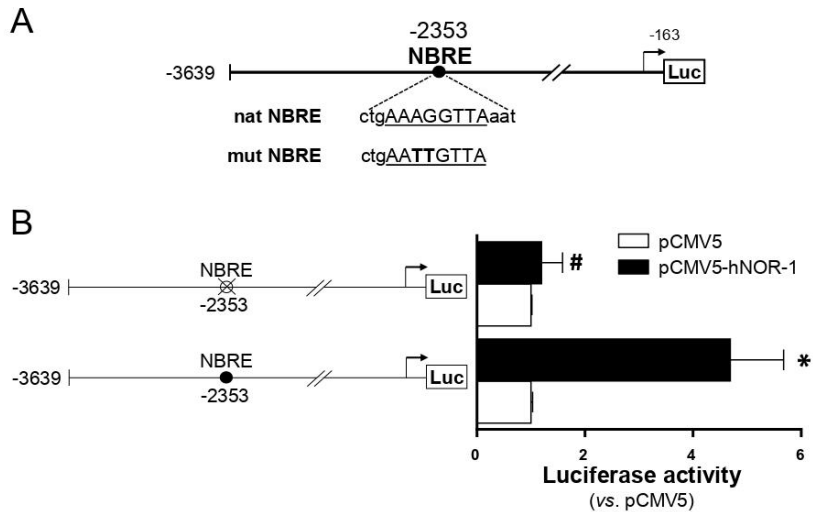 A
-2353
NBRE
-163
-3639
Luc
nat NBRE ctgAAAGGTTAaat
mut NBRE ctgAATTGTTA
B
pCMV5
pCMV5-hNOR-1
NBRE
-3639
-2353
Luc
#
NBRE
-3639
-2353
Luc
*
0 2 4 6
Luciferase activity
(vs. pCMV5)